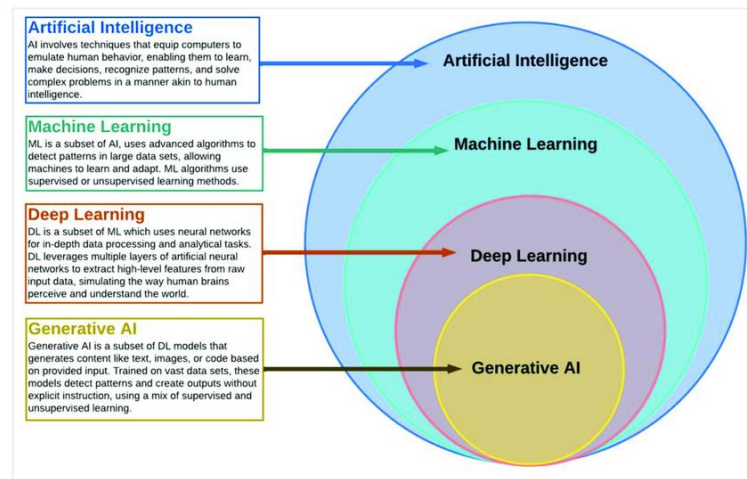 Artificial Intelligence
AI involves techniques that equip computers to
emulate human behavior, enabling them to learn,
make decisions, recognize patterns, and solve
complex problems in a manner akin to human
intelligence.
Machine Learning
ML is a subset of AI, uses advanced algorithms to
detect patterns in large data sets, allowing
machines to learn and adapt. ML algorithms use
supervised or unsupervised learning methods.
Deep Learning
DL is a subset of ML which uses neural networks
for in-depth data processing and analytical tasks.
DL leverages multiple layers of artificial neural
networks to extract high-level features from raw
input data, simulating the way human brains
perceive and understand the world.
Generative AI
Generative AI is a subset of DL models that
generates content like text, images, or code based
on provided input. Trained on vast data sets, these
models detect patterns and create outputs without
explicit instruction, using a mix of supervised and
unsupervised learning.
Artificial Intelligence
Machine Learning
Deep Learning
Generative AI